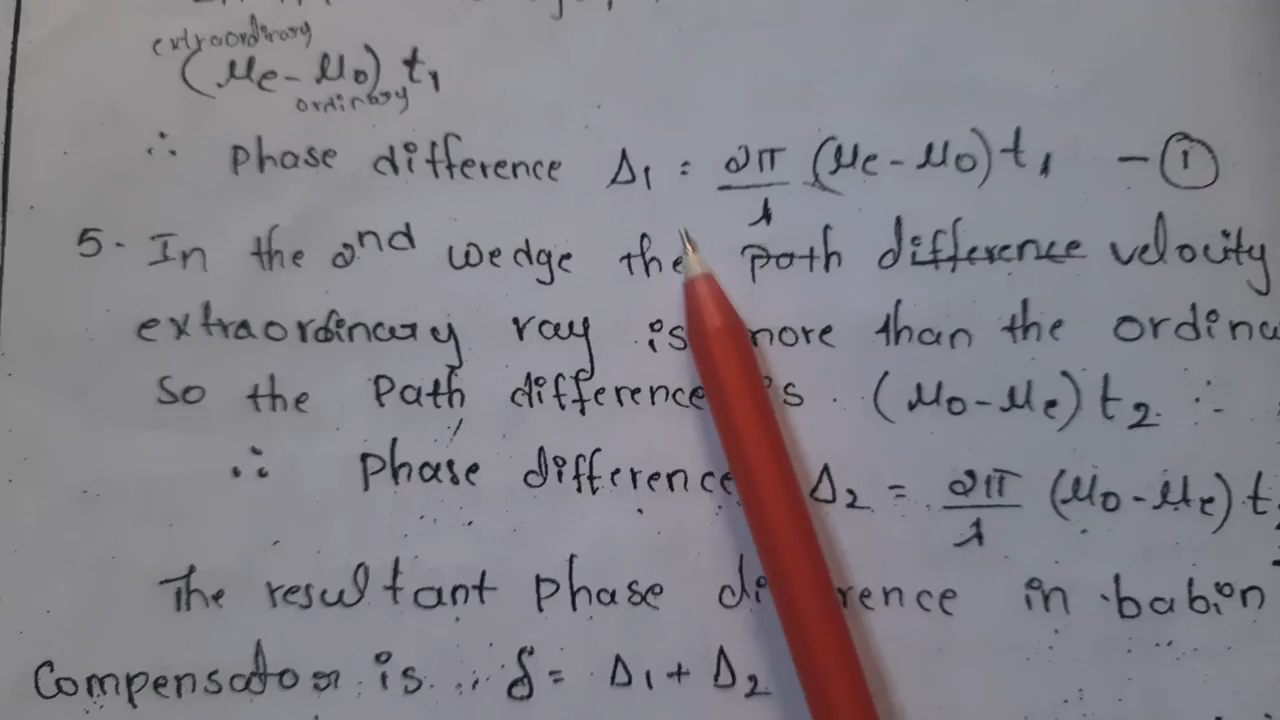 extraordinary
(μe - μo) t₁
ordinary
∴ phase difference Δ₁ = 2π/λ (μe - μo) t₁ — ①
5. In the 2nd wedge the path difference velocity
extraordinary ray is more than the ordina
so the path difference is (μo - μe) t₂ ∴
∴ phase difference Δ₂ = 2π/λ (μo - μe) t
The resultant phase di rence in babin
compensator is ∴ δ = Δ₁ + Δ₂